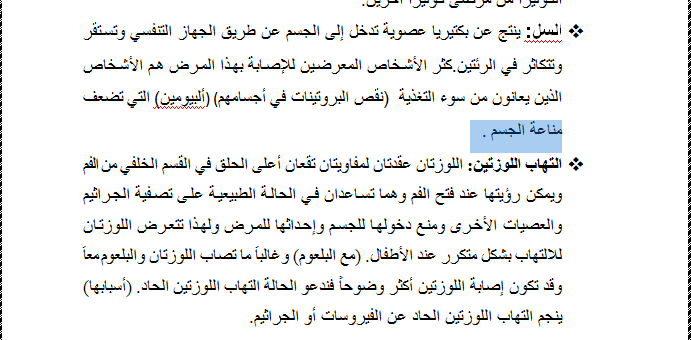 ❖ السل: ينتج عن بكتيريا عصوية تدخل إلى الجسم عن طريق الجهاز التنفسي وتستقر
وتتكاثر في الرئتين.كثر الأشخاص المعرضين للإصابة بهذا المرض هم الأشخاص
الذين يعانون من سوء التغذية (نقص البروتينات في أجسامهم) (ألبيومين) التي تضعف
مناعة الجسم .
❖ التهاب اللوزتين: اللوزتان عقدتان لمفاويتان تقعان أعلى الحلق في القسم الخلفي من الفم
ويمكن رؤيتها عند فتح الفم وهما تساعدان في الحالة الطبيعية على تصفية الجراثيم
والعصيات الأخرى ومنع دخولها للجسم وإحداثها للمرض ولهذا تتعرض اللوزتان
للالتهاب بشكل متكرر عند الأطفال. (مع البلعوم) وغالباً ما تصاب اللوزتان والبلعوم معاً
وقد تكون إصابة اللوزتين أكثر وضوحاً فندعو الحالة التهاب اللوزتين الحاد. (أسبابها)
ينجم التهاب اللوزتين الحاد عن الفيروسات أو الجراثيم.